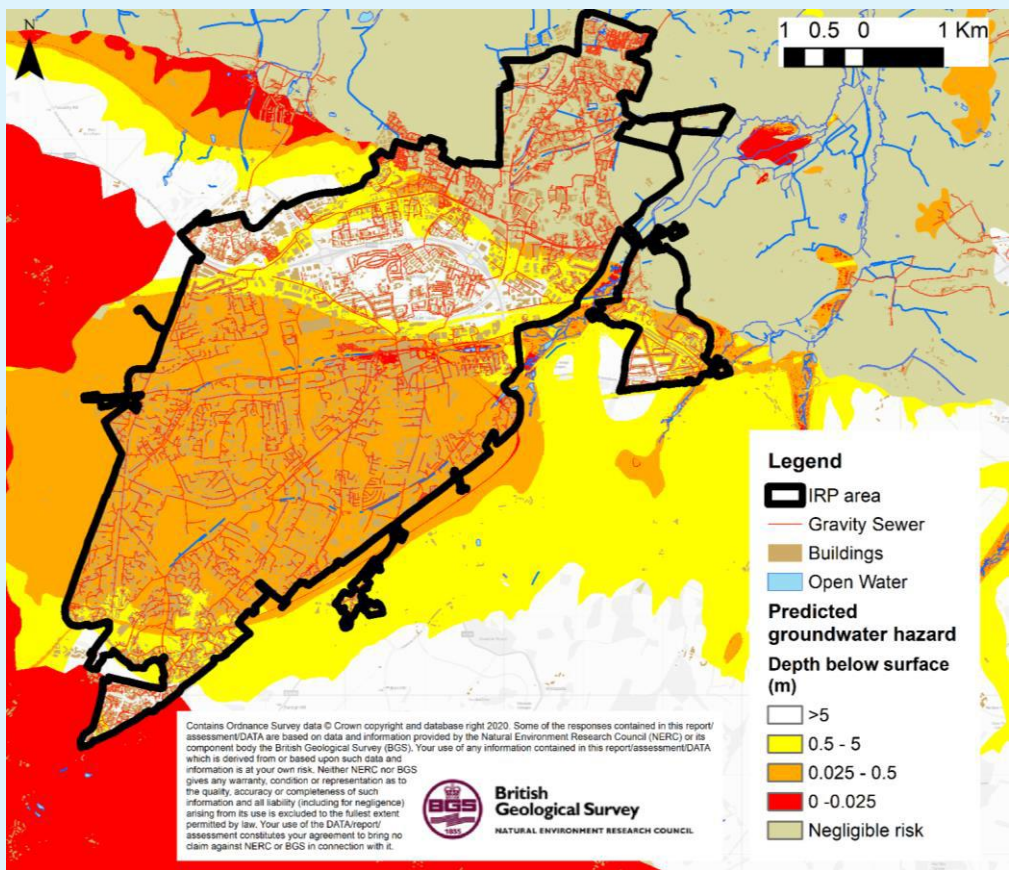 N
1 0.5 0 1 Km
Legend
IRP area
Gravity Sewer
Buildings
Open Water
Predicted
groundwater hazard
Depth below surface
(m)
>5
0.5 - 5
0.025 - 0.5
0 -0.025
Negligible risk
Contains Ordnance Survey data © Crown copyright and database right 2020. Some of the responses contained in this report/
assessment/DATA are based on data and information provided by the Natural Environment Research Council (NERC) or its
component body the British Geological Survey (BGS). Your use of any information contained in this report/assessment/DATA
which is derived from or based upon such data and
information is at your own risk. Neither NERC nor BGS
gives any warranty, condition or representation as to
the quality, accuracy or completeness of such
information and all liability (including for negligence)
arising from its use is excluded to the fullest extent
permitted by law. Your use of the DATA/report/
assessment constitutes your agreement to bring no
claim against NERC or BGS in connection with it.
BGS
1835
British
Geological Survey
NATURAL ENVIRONMENT RESEARCH COUNCIL